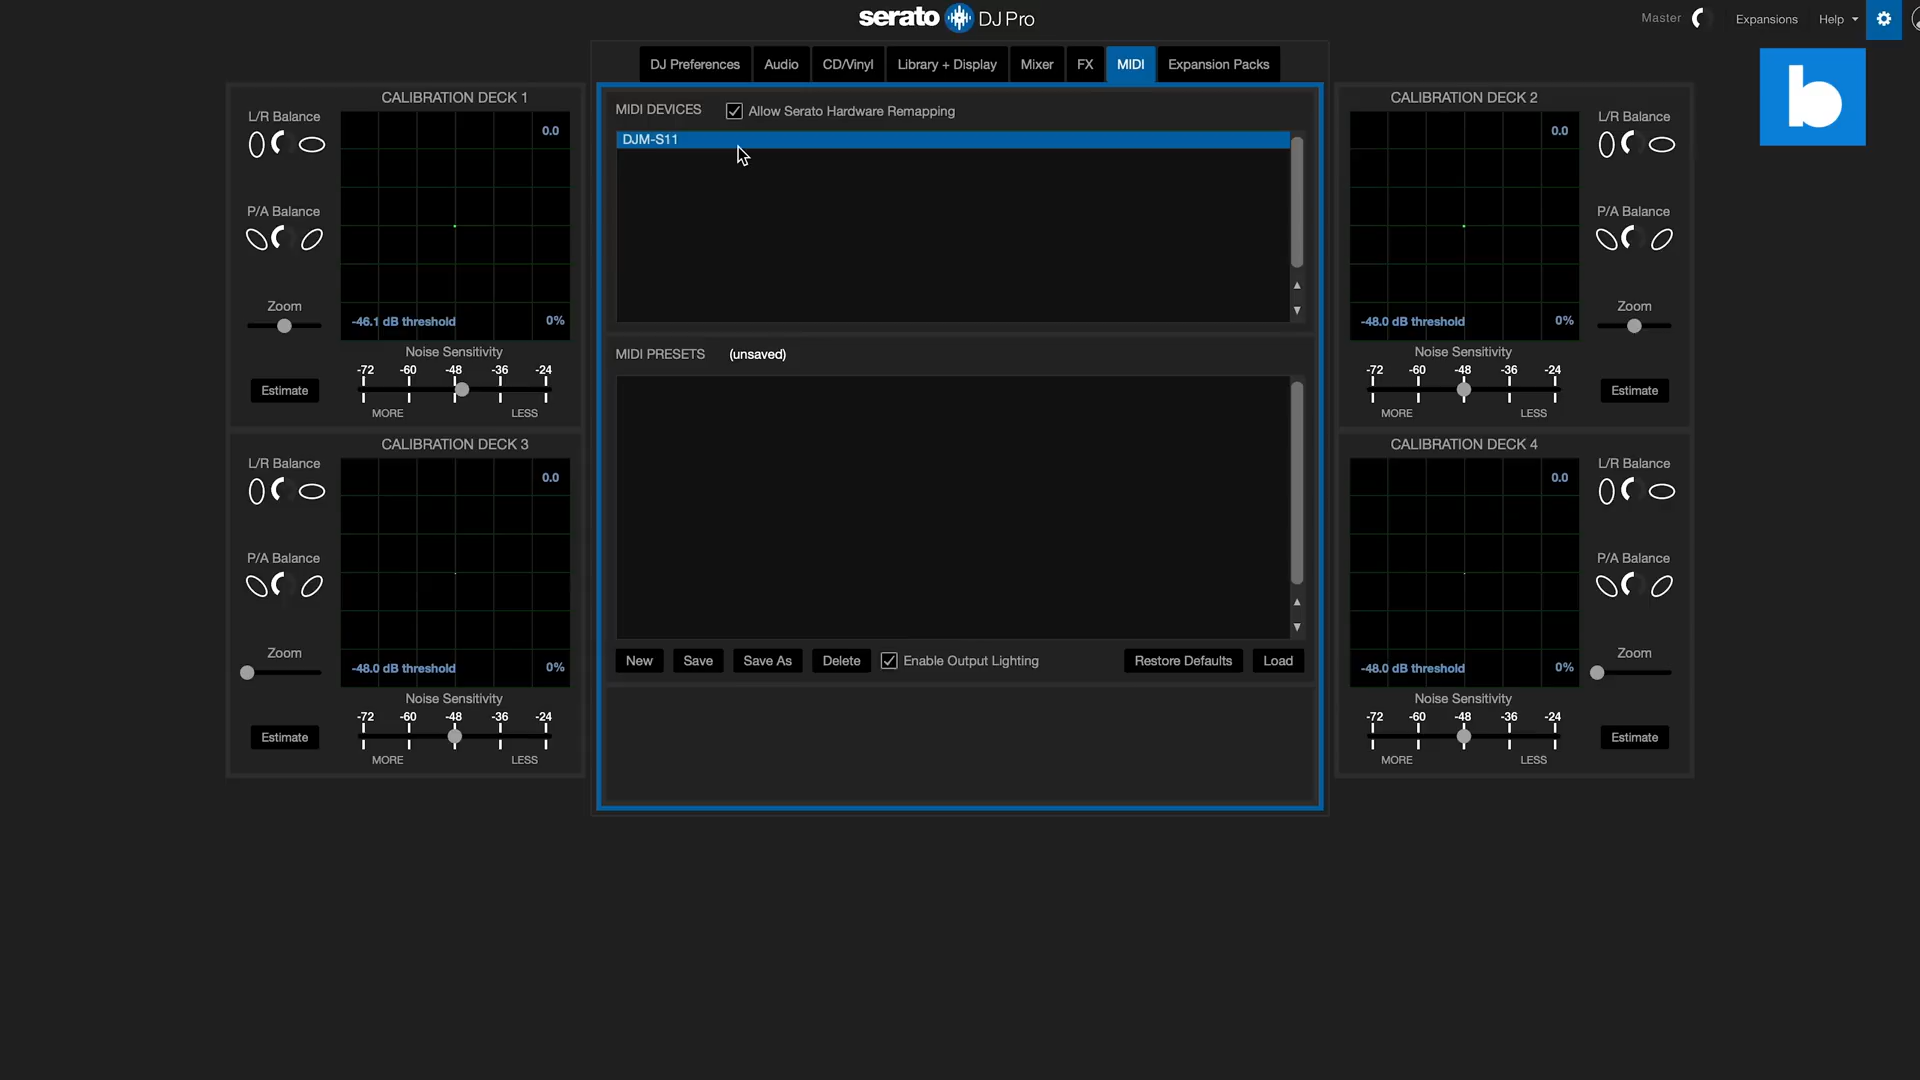 serato DJ Pro
Master
Expansions
Help
DJ Preferences
Audio
CD/Vinyl
Library + Display
Mixer
FX
MIDI
Expansion Packs
b
CALIBRATION DECK 1
L/R Balance
0.0
P/A Balance
Zoom
-46.1 dB threshold
0%
Noise Sensitivity
-72 -60 -48 -36 -24
MORE LESS
Estimate
CALIBRATION DECK 3
L/R Balance
0.0
P/A Balance
Zoom
-48.0 dB threshold
0%
Noise Sensitivity
-72 -60 -48 -36 -24
MORE LESS
Estimate
MIDI DEVICES
Allow Serato Hardware Remapping
DJM-S11
MIDI PRESETS (unsaved)
New
Save
Save As
Delete
Enable Output Lighting
Restore Defaults
Load
CALIBRATION DECK 2
0.0
L/R Balance
P/A Balance
Zoom
-48.0 dB threshold
0%
Noise Sensitivity
-72 -60 -48 -36 -24
MORE LESS
Estimate
CALIBRATION DECK 4
0.0
L/R Balance
P/A Balance
Zoom
-48.0 dB threshold
0%
Noise Sensitivity
-72 -60 -48 -36 -24
MORE LESS
Estimate